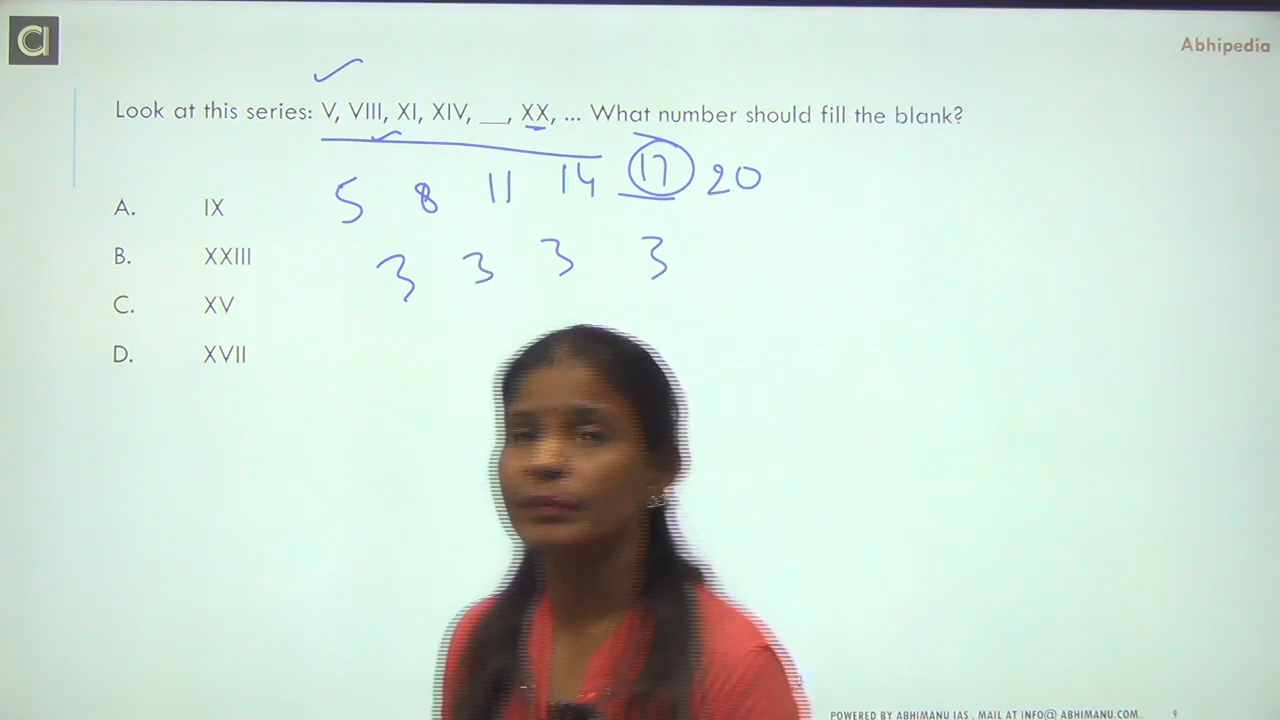 Abhipedia
Look at this series: V, VIII, XI, XIV, __, XX, ... What number should fill the blank?
5 8 11 14 17 20
3 3 3 3
A. IX
B. XXIII
C. XV
D. XVII
POWERED BY ABHIMANU IAS , MAIL AT INFO@ ABHIMANU.COM 9